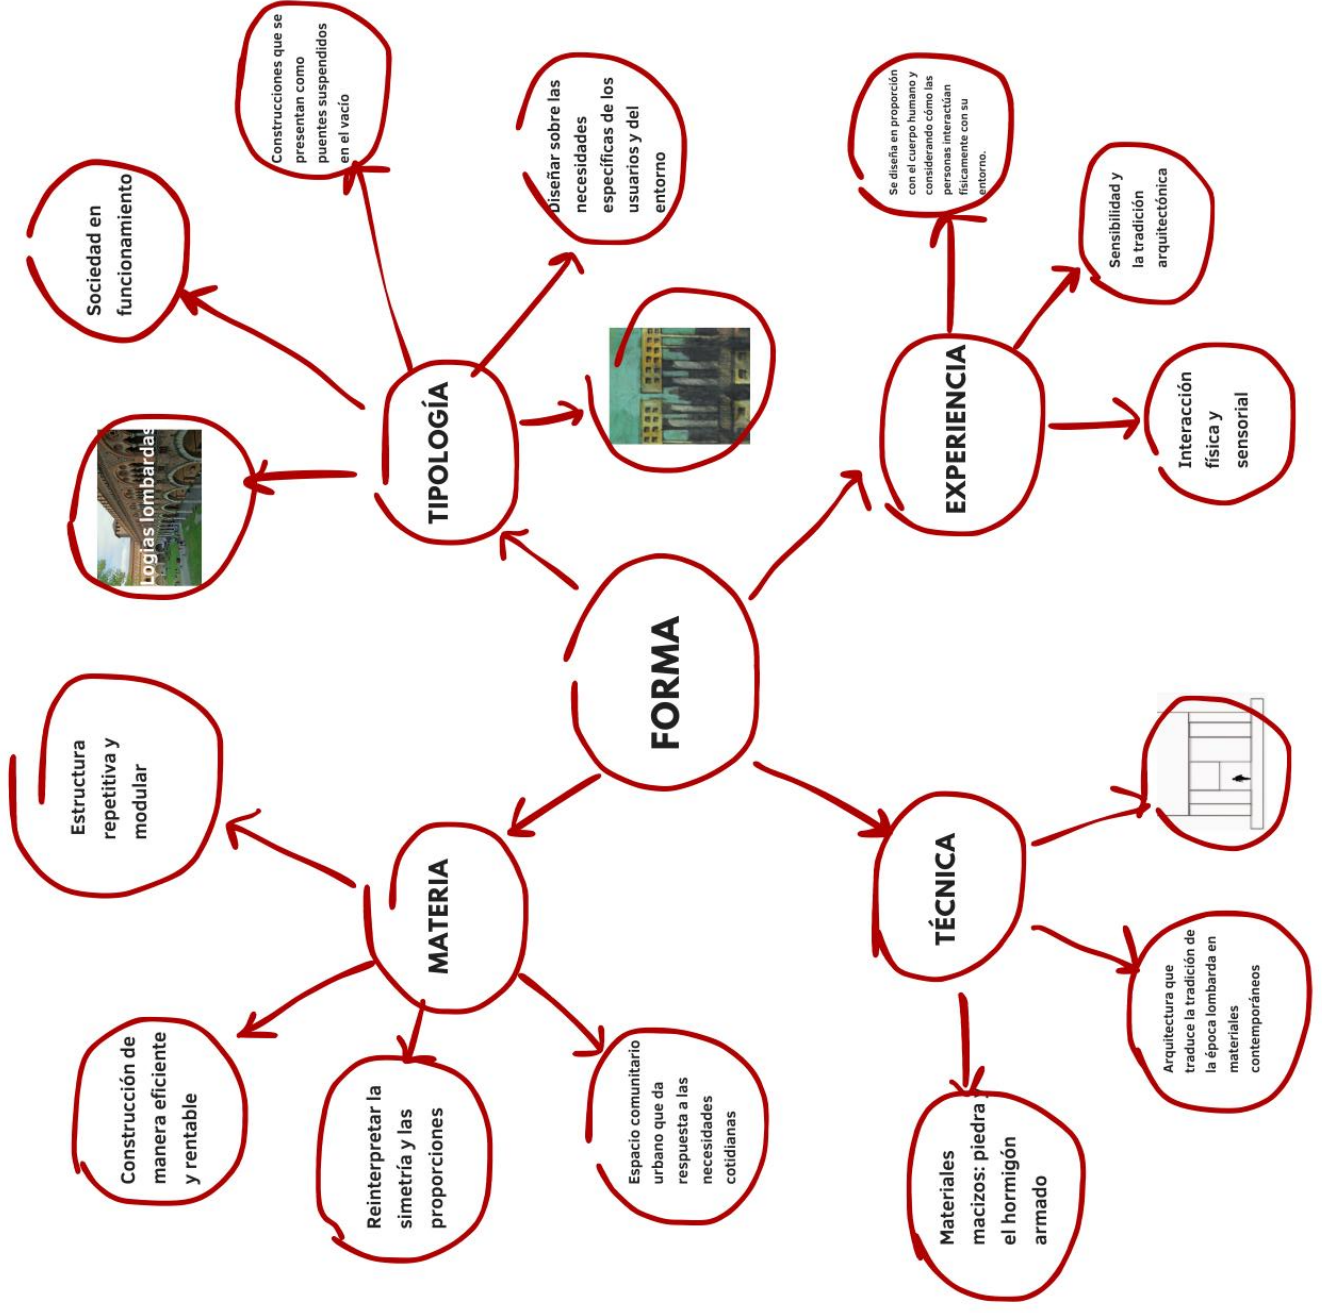 FORMA
MATERIA
Construcción de
manera eficiente
y rentable
Estructura
repetitiva y
modular
Reinterpretar la
simetría y las
proporciones
Espacio comunitario
urbano que da
respuesta a las
necesidades
cotidianas
TIPOLOGÍA
Logias lombardas
Sociedad en
funcionamiento
Construcciones que se
presentan como
puentes suspendidos
en el vacío
Diseñar sobre las
necesidades
específicas de los
usuarios y del
entorno
TÉCNICA
Materiales
macizos: piedra y
el hormigón
armado
Arquitectura que
traduce la tradición de
la época lombarda en
materiales
contemporáneos
EXPERIENCIA
Se diseña en proporción
con el cuerpo humano y
considerando cómo las
personas interactúan
físicamente con su
entorno.
Sensibilidad y
la tradición
arquitectónica
Interacción
física y
sensorial